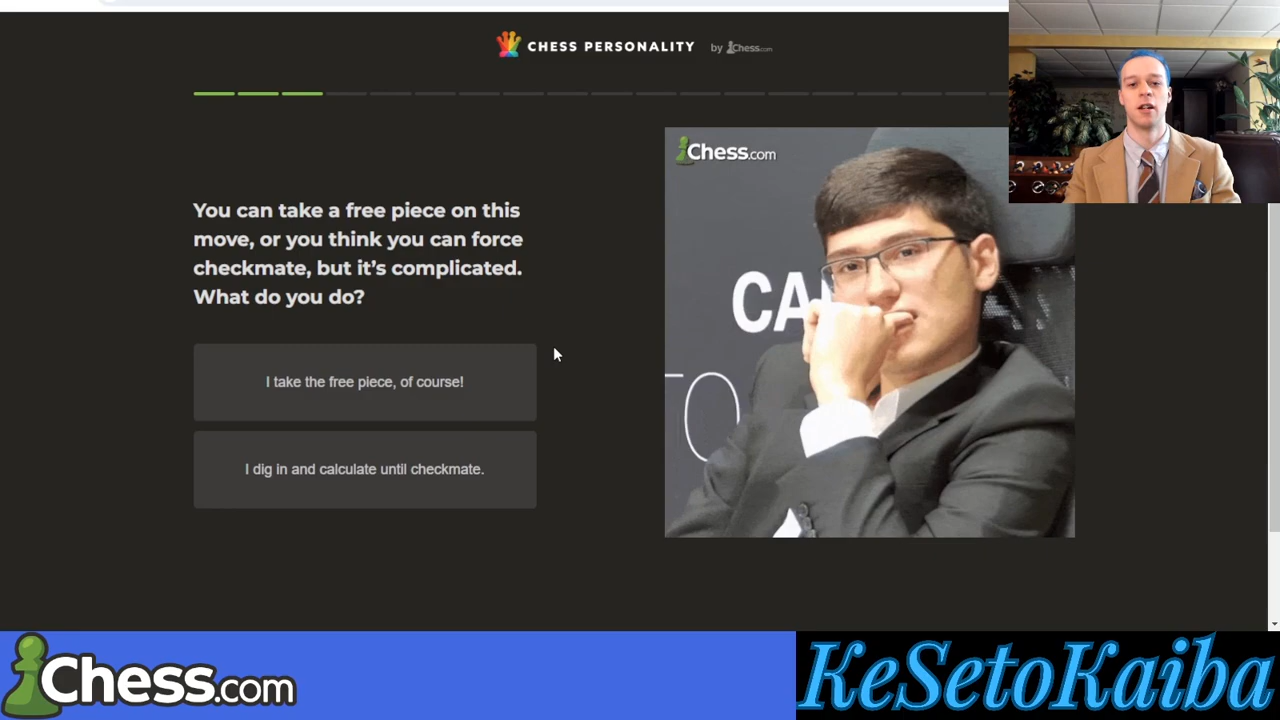 CHESS PERSONALITY by Chess.com
Chess.com
You can take a free piece on this
move, or you think you can force
checkmate, but it's complicated.
What do you do?
I take the free piece, of course!
I dig in and calculate until checkmate.
CA
TO
Chess.com
KeSetoKaiba